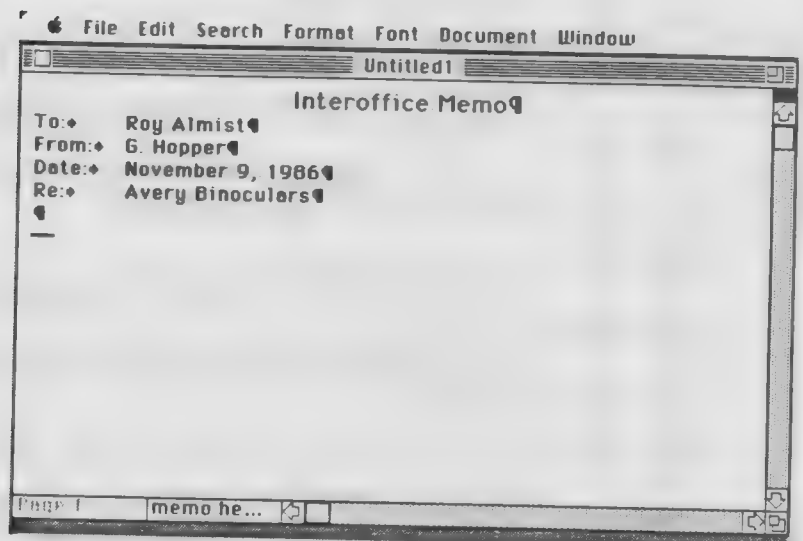 File Edit Search Format Font Document Window
Untitled1
Interoffice Memo¶
To: Roy Almist¶
From: G. Hopper¶
Date: November 9, 1986¶
Re: Avery Binoculars¶
¶
Page 1 memo he...